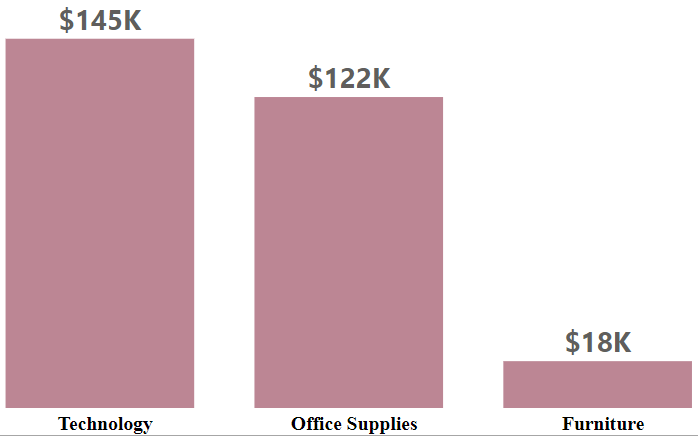 $145K
$122K
$18K
Technology
Office Supplies
Furniture